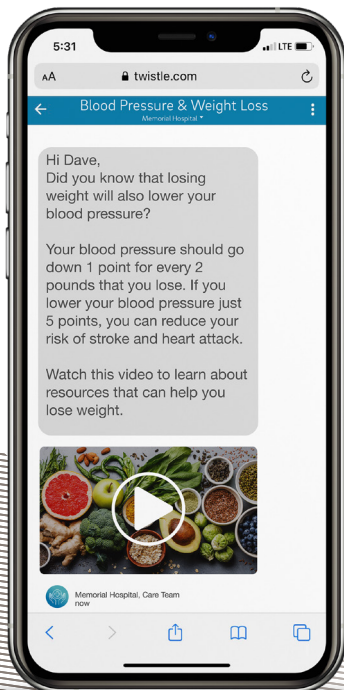 5:31
LTE
AA
twistle.com
Blood Pressure & Weight Loss
Memorial Hospital
Hi Dave,
Did you know that losing
weight will also lower your
blood pressure?
Your blood pressure should go
down 1 point for every 2
pounds that you lose. If you
lower your blood pressure just
5 points, you can reduce your
risk of stroke and heart attack.
Watch this video to learn about
resources that can help you
lose weight.
Memorial Hospital, Care Team
now